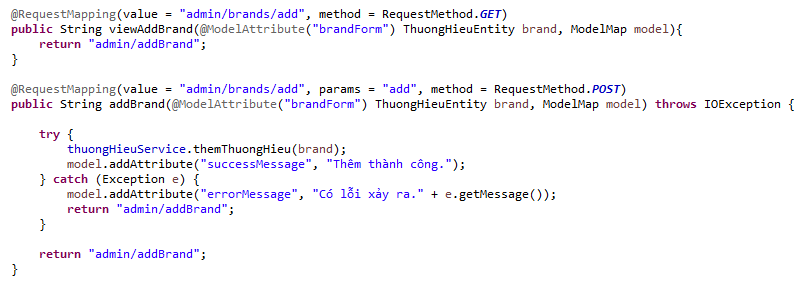 @RequestMapping(value = "admin/brands/add", method = RequestMethod.GET)
public String viewAddBrand(@ModelAttribute("brandForm") ThuongHieuEntity brand, ModelMap model){
    return "admin/addBrand";
}
@RequestMapping(value = "admin/brands/add", params = "add", method = RequestMethod.POST)
public String addBrand(@ModelAttribute("brandForm") ThuongHieuEntity brand, ModelMap model) throws IOException {
    try {
        thuongHieuService.themThuongHieu(brand);
        model.addAttribute("successMessage", "Thêm thành công.");
    } catch (Exception e) {
        model.addAttribute("errorMessage", "Có lỗi xảy ra." + e.getMessage());
        return "admin/addBrand";
    }
    return "admin/addBrand";
}